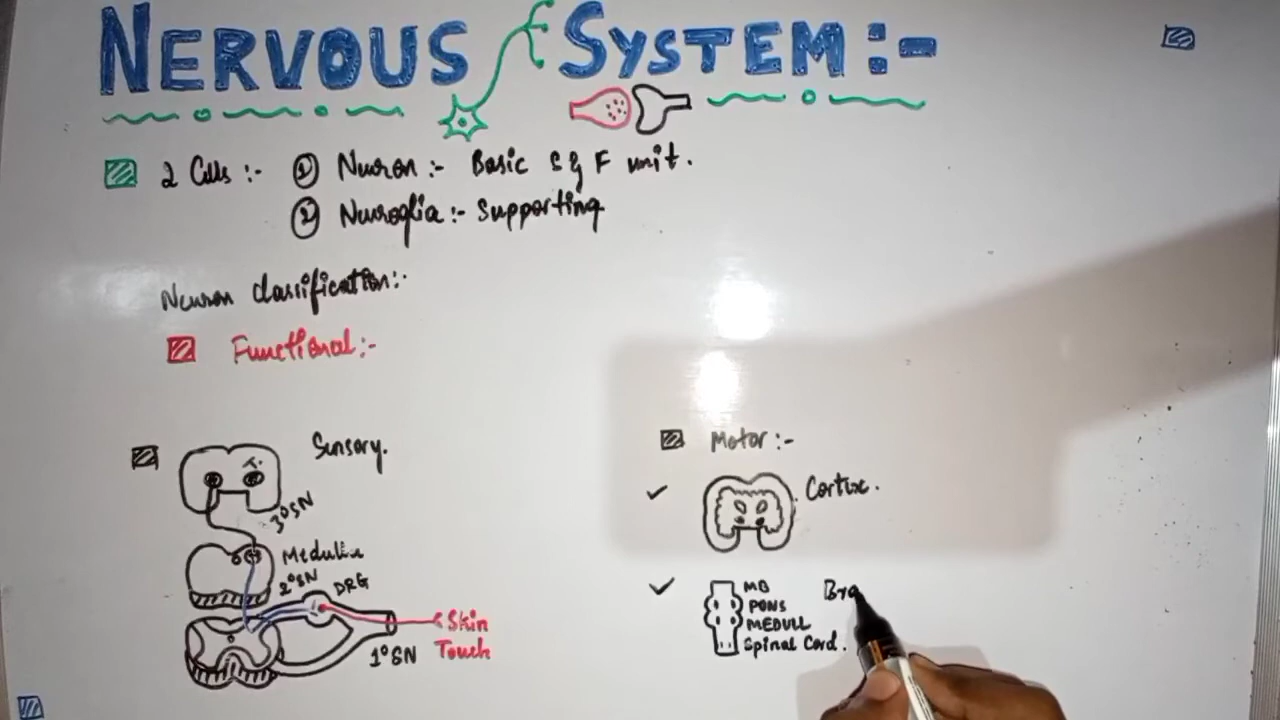 NERVOUS SYSTEM :-
2 Cells :- ① Neuron :- Basic S & F unit.
② Neuroglia :- Supporting
Neuron classification :-
Functional :-
Sensory.
T.
3° SN
Medulla
2° SN
DRG
Skin
Touch
1° SN
Motor :-
Cortex.
MB
PONS
MEDULL
Spinal Cord.
Bra